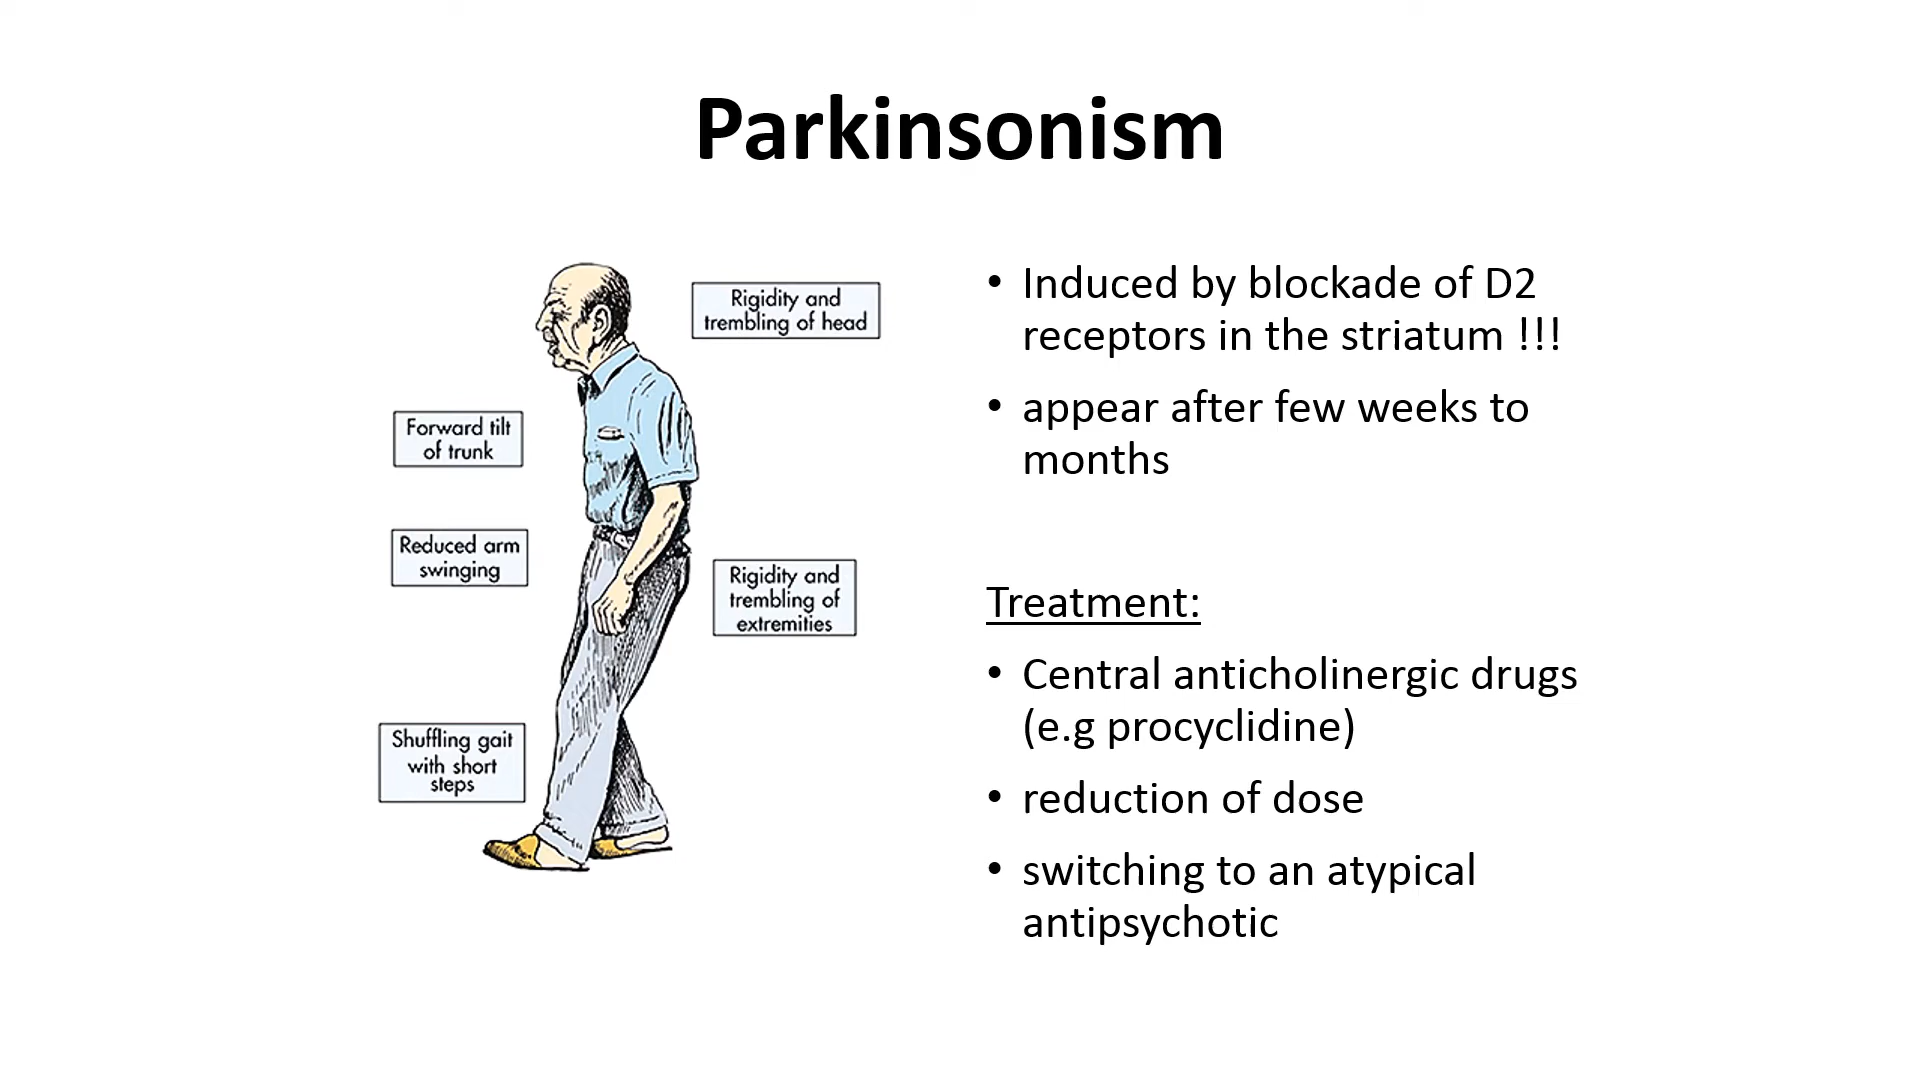 Parkinsonism
Rigidity and
trembling of head
Forward tilt
of trunk
Reduced arm
swinging
Rigidity and
trembling of
extremities
Shuffling gait
with short
steps
• Induced by blockade of D2
receptors in the striatum !!!
• appear after few weeks to
months
Treatment:
• Central anticholinergic drugs
(e.g procyclidine)
• reduction of dose
• switching to an atypical
antipsychotic